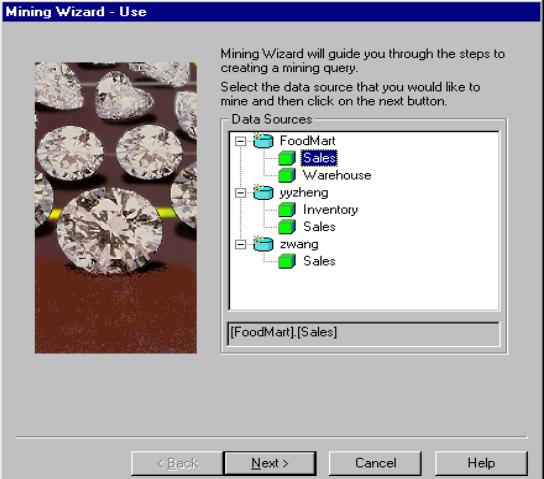 Mining Wizard - Use
Mining Wizard will guide you through the steps to
creating a mining query.
Select the data source that you would like to
mine and then click on the next button.
Data Sources
FoodMart
Sales
Warehouse
yyzheng
Inventory
Sales
zwang
Sales
[FoodMart].[Sales]
< Back
Next >
Cancel
Help